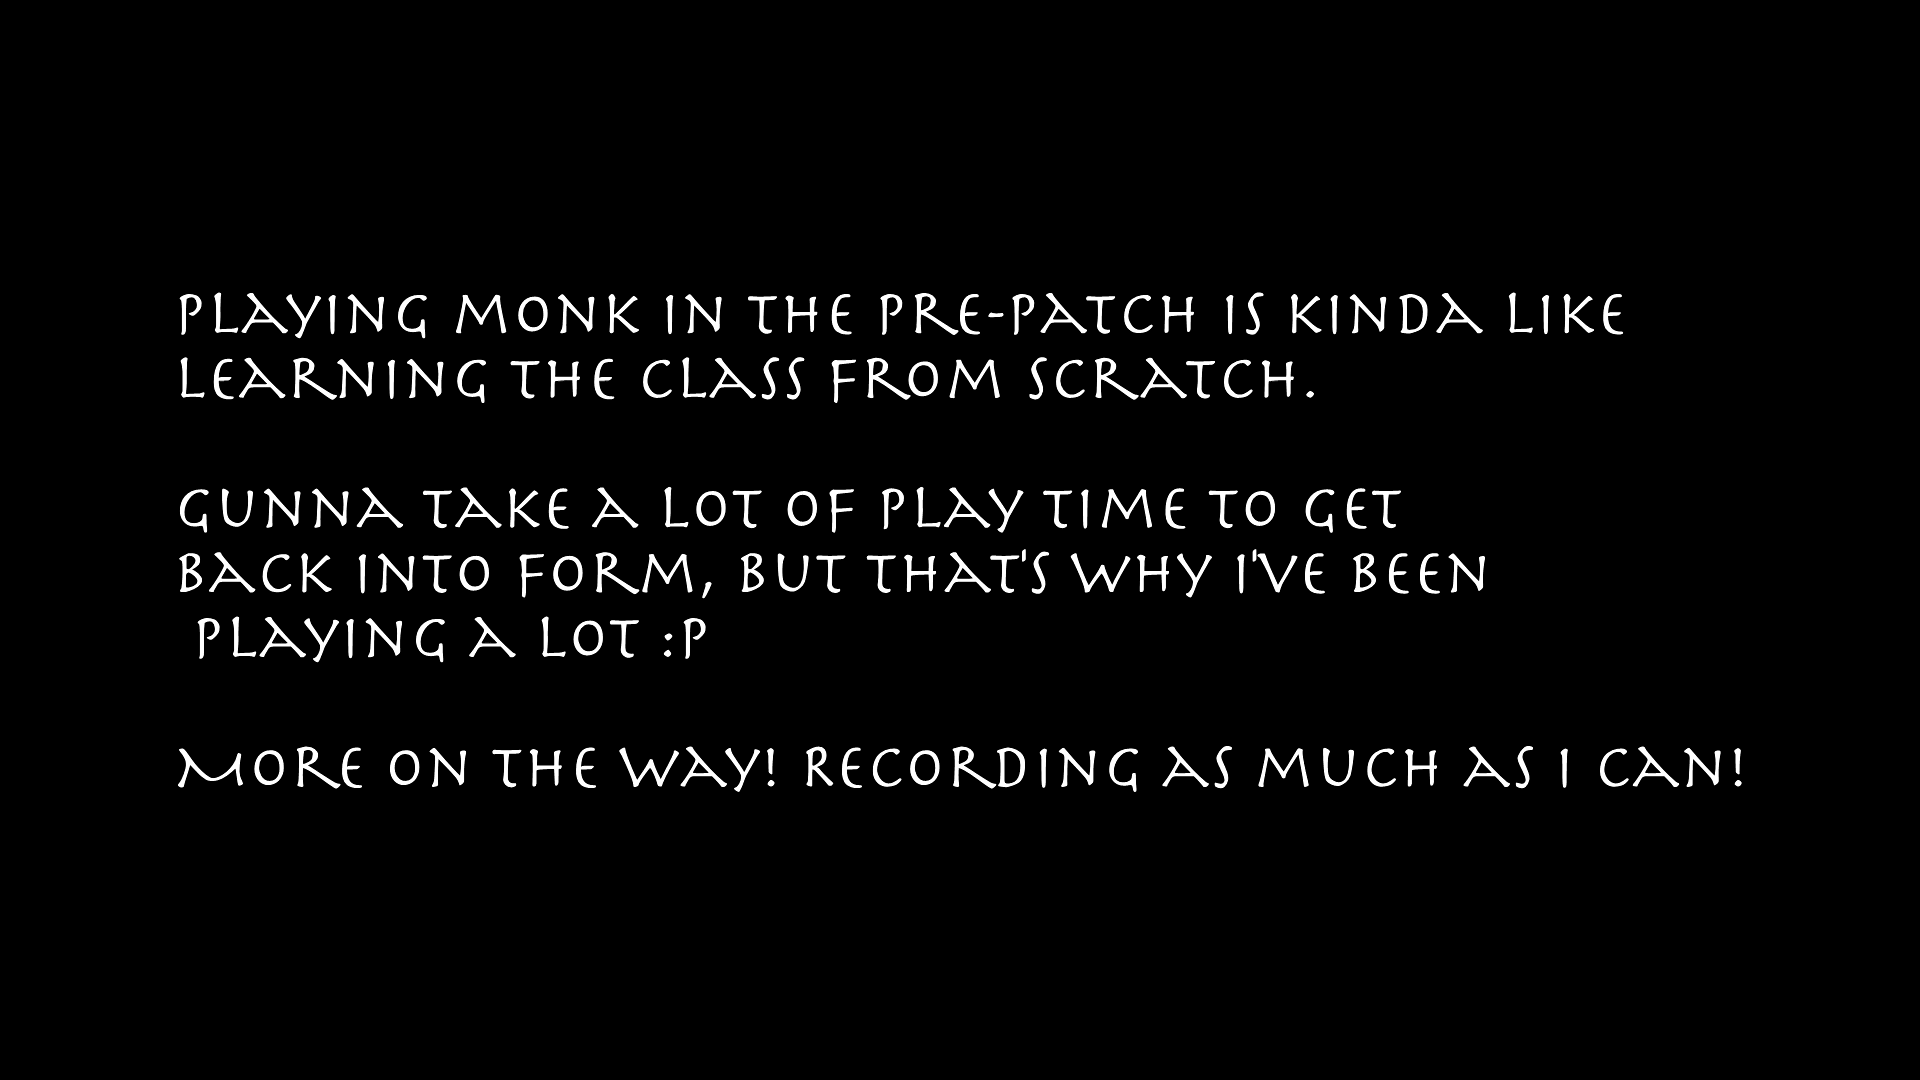 Playing Monk in the pre-patch is kinda like
learning the class from scratch.
Gunna take a lot of play time to get
back into form, but that's why I've been
playing a lot :P
More on the way! Recording as much as I can!